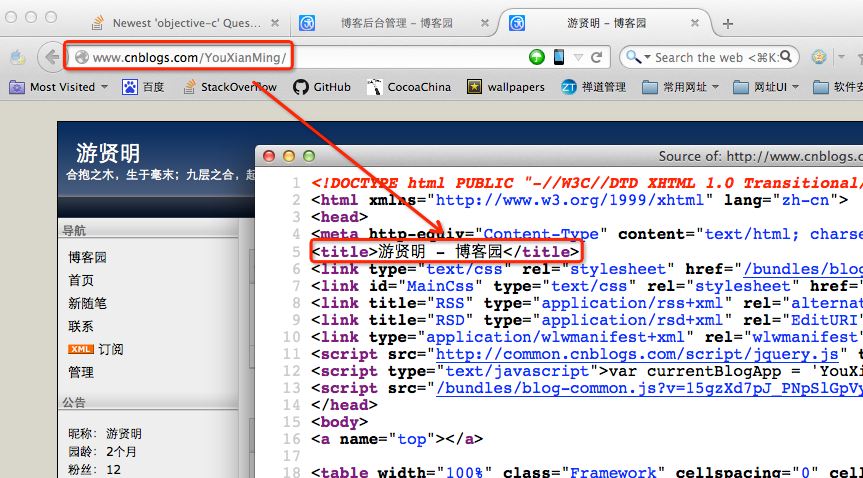 Newest 'objective-c' Ques...
博客后台管理 - 博客园
游贤明 - 博客园
www.cnblogs.com/YouXianMing/
Search the web <⌘K:
Most Visited
百度
StackOverflow
GitHub
CocoaChina
wallpapers
禅道管理
常用网址
网址UI
软件安
游贤明
合抱之木，生于毫末；九层之台，起
导航
博客园
首页
新随笔
联系
XML 订阅
管理
公告
昵称：游贤明
园龄：2个月
粉丝：12
Source of: http://www.cnblogs.co
1 <!DOCTYPE html PUBLIC "-//W3C//DTD XHTML 1.0 Transitional/
2 <html xmlns="http://www.w3.org/1999/xhtml" lang="zh-cn">
3 <head>
4 <meta http-equiv="Content-Type" content="text/html; charse
5 <title>游贤明 - 博客园</title>
6 <link type="text/css" rel="stylesheet" href="/bundles/blog
7 <link id="MainCss" type="text/css" rel="stylesheet" href="
8 <link title="RSS" type="application/rss+xml" rel="alternat
9 <link title="RSD" type="application/rsd+xml" rel="EditURI"
10 <link type="application/wlwmanifest+xml" rel="wlwmanifest"
11 <script src="http://common.cnblogs.com/script/jquery.js" t
12 <script type="text/javascript">var currentBlogApp = 'YouXi
13 <script src="/bundles/blog-common.js?v=15gzXd7pJ_PNpSlGpVy
14 </head>
15 <body>
16 <a name="top"></a>
17
18 <table width="100%" class="Framework" cellspacing="0" cell